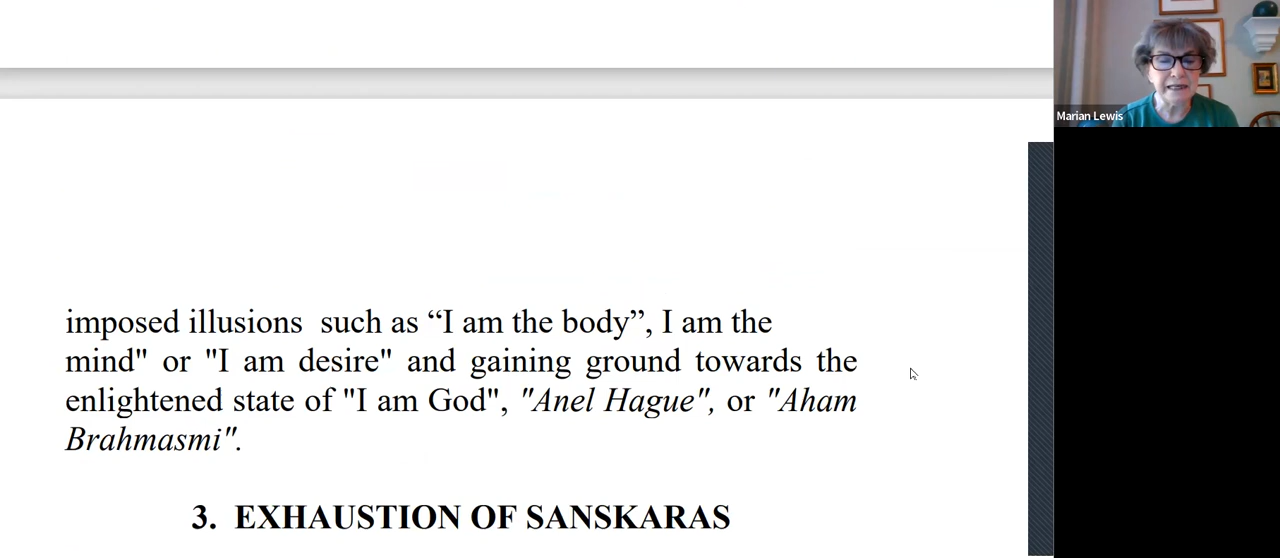 Marian Lewis
imposed illusions  such as “I am the body”, I am the
mind" or "I am desire" and gaining ground towards the
enlightened state of "I am God", "Anel Hague", or "Aham
Brahmasmi".
3.  EXHAUSTION OF SANSKARAS